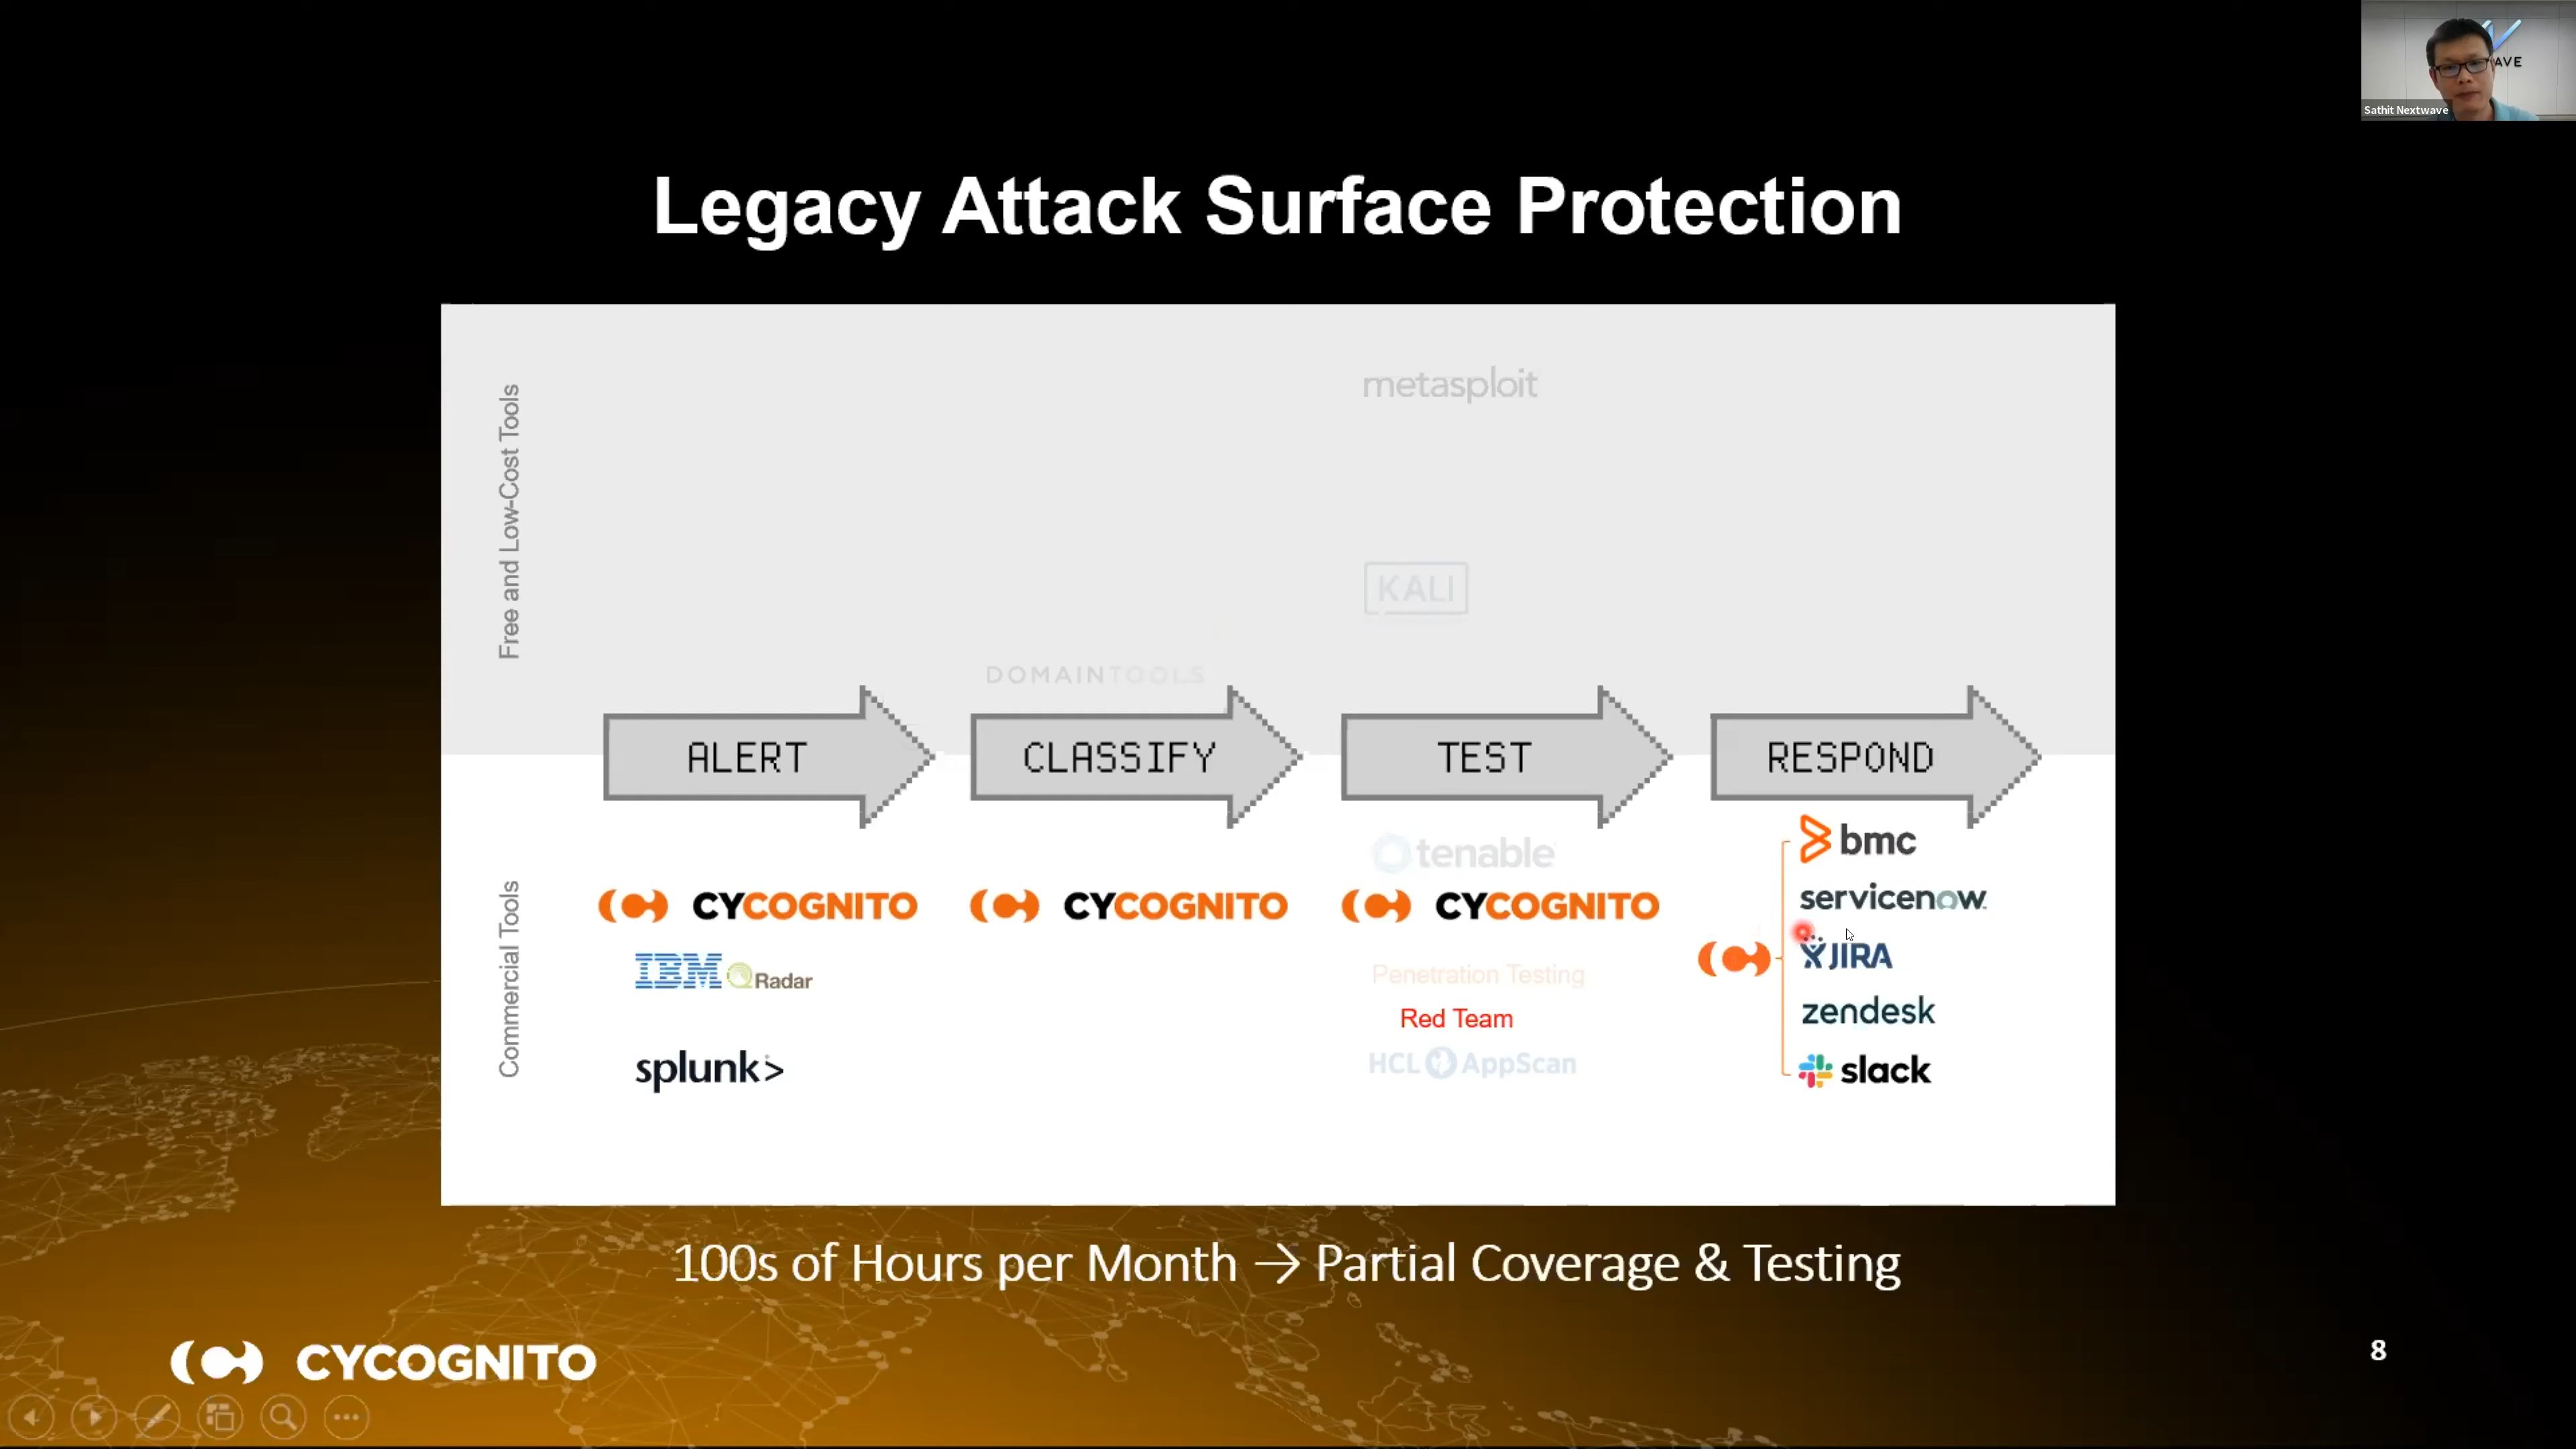 AVE
Sathit Nextwave
Legacy Attack Surface Protection
Free and Low-Cost Tools
metasploit
KALI
DOMAINTOOLS
ALERT
CLASSIFY
TEST
RESPOND
Commercial Tools
CYCOGNITO
IBM QRadar
splunk>
CYCOGNITO
tenable
CYCOGNITO
Penetration Testing
Red Team
HCL AppScan
bmc
servicenow
JIRA
zendesk
slack
100s of Hours per Month → Partial Coverage & Testing
CYCOGNITO
8